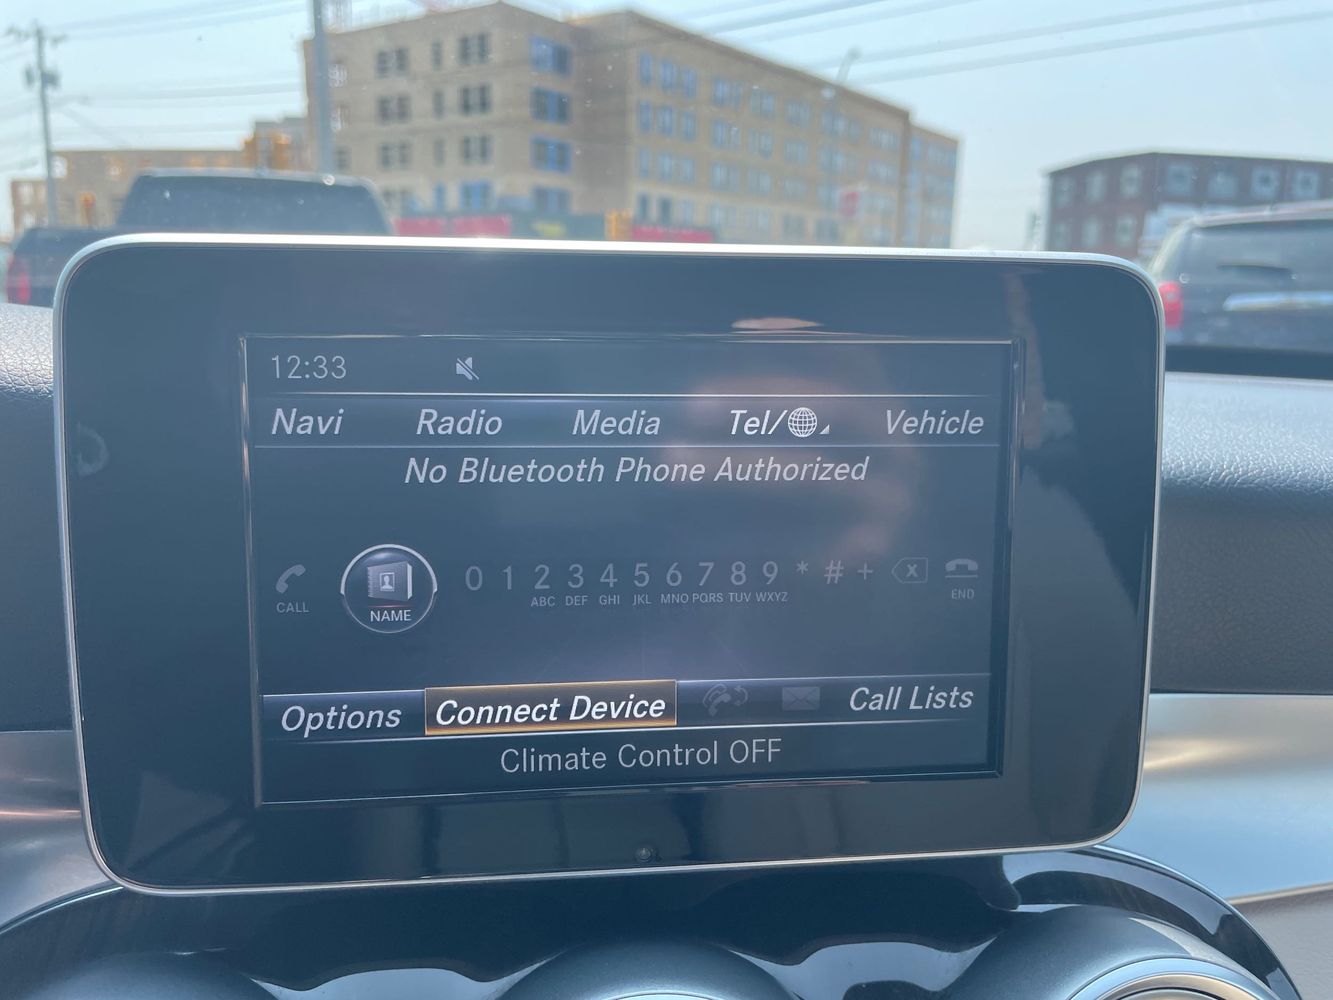 12:33
Navi Radio Media Tel/ Vehicle
No Bluetooth Phone Authorized
CALL NAME 0 1 2 3 4 5 6 7 8 9 * # + X END
ABC DEF GHI JKL MNO PQRS TUV WXYZ
Options Connect Device Call Lists
Climate Control OFF